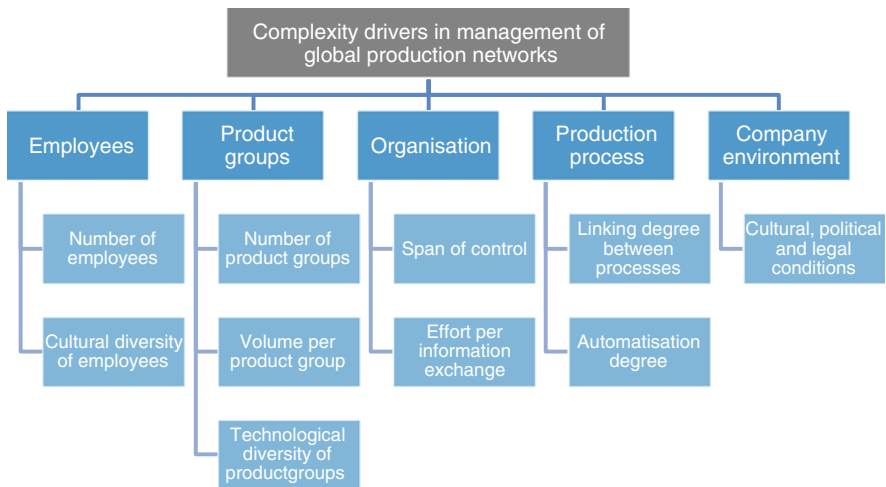 Complexity drivers in management of
global production networks
Employees
Product
groups
Organisation
Production
process
Company
environment
Number of
employees
Number of
product groups
Span of control
Linking degree
between
processes
Cultural, political
and legal
conditions
Cultural diversity
of employees
Volume per
product group
Effort per
information
exchange
Automatisation
degree
Technological
diversity of
productgroups